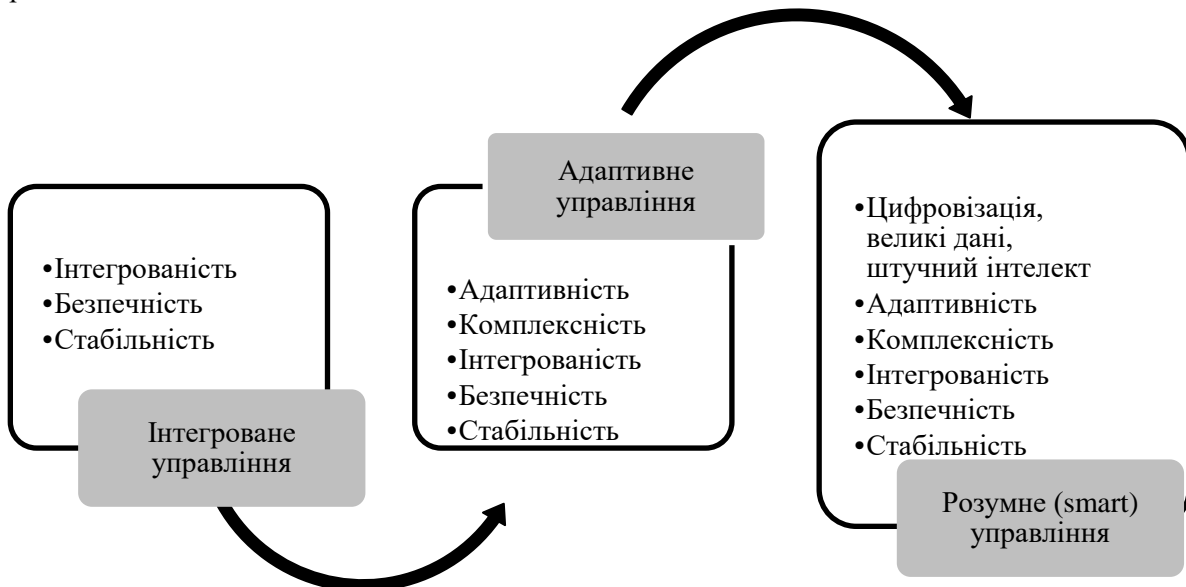 •Інтегрованість
•Безпечність
•Стабільність
Інтегроване
управління
Адаптивне
управління
•Адаптивність
•Комплексність
•Інтегрованість
•Безпечність
•Стабільність
•Цифровізація,
великі дані,
штучний інтелект
•Адаптивність
•Комплексність
•Інтегрованість
•Безпечність
•Стабільність
Розумне (smart)
управління